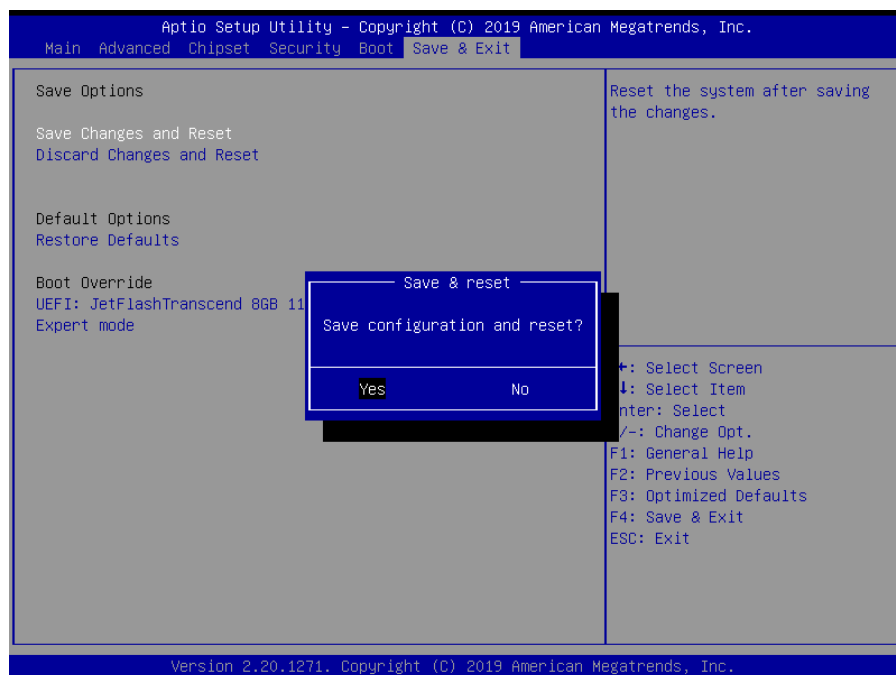 Aptio Setup Utility – Copyright (C) 2019 American Megatrends, Inc.
Main Advanced Chipset Security Boot Save & Exit
Save Options
Save Changes and Reset
Discard Changes and Reset
Default Options
Restore Defaults
Boot Override
UEFI: JetFlashTranscend 8GB 11
Expert mode
Save & reset
Save configuration and reset?
Yes No
Reset the system after saving
the changes.
←: Select Screen
↓: Select Item
nter: Select
/-: Change Opt.
F1: General Help
F2: Previous Values
F3: Optimized Defaults
F4: Save & Exit
ESC: Exit
Version 2.20.1271. Copyright (C) 2019 American Megatrends, Inc.